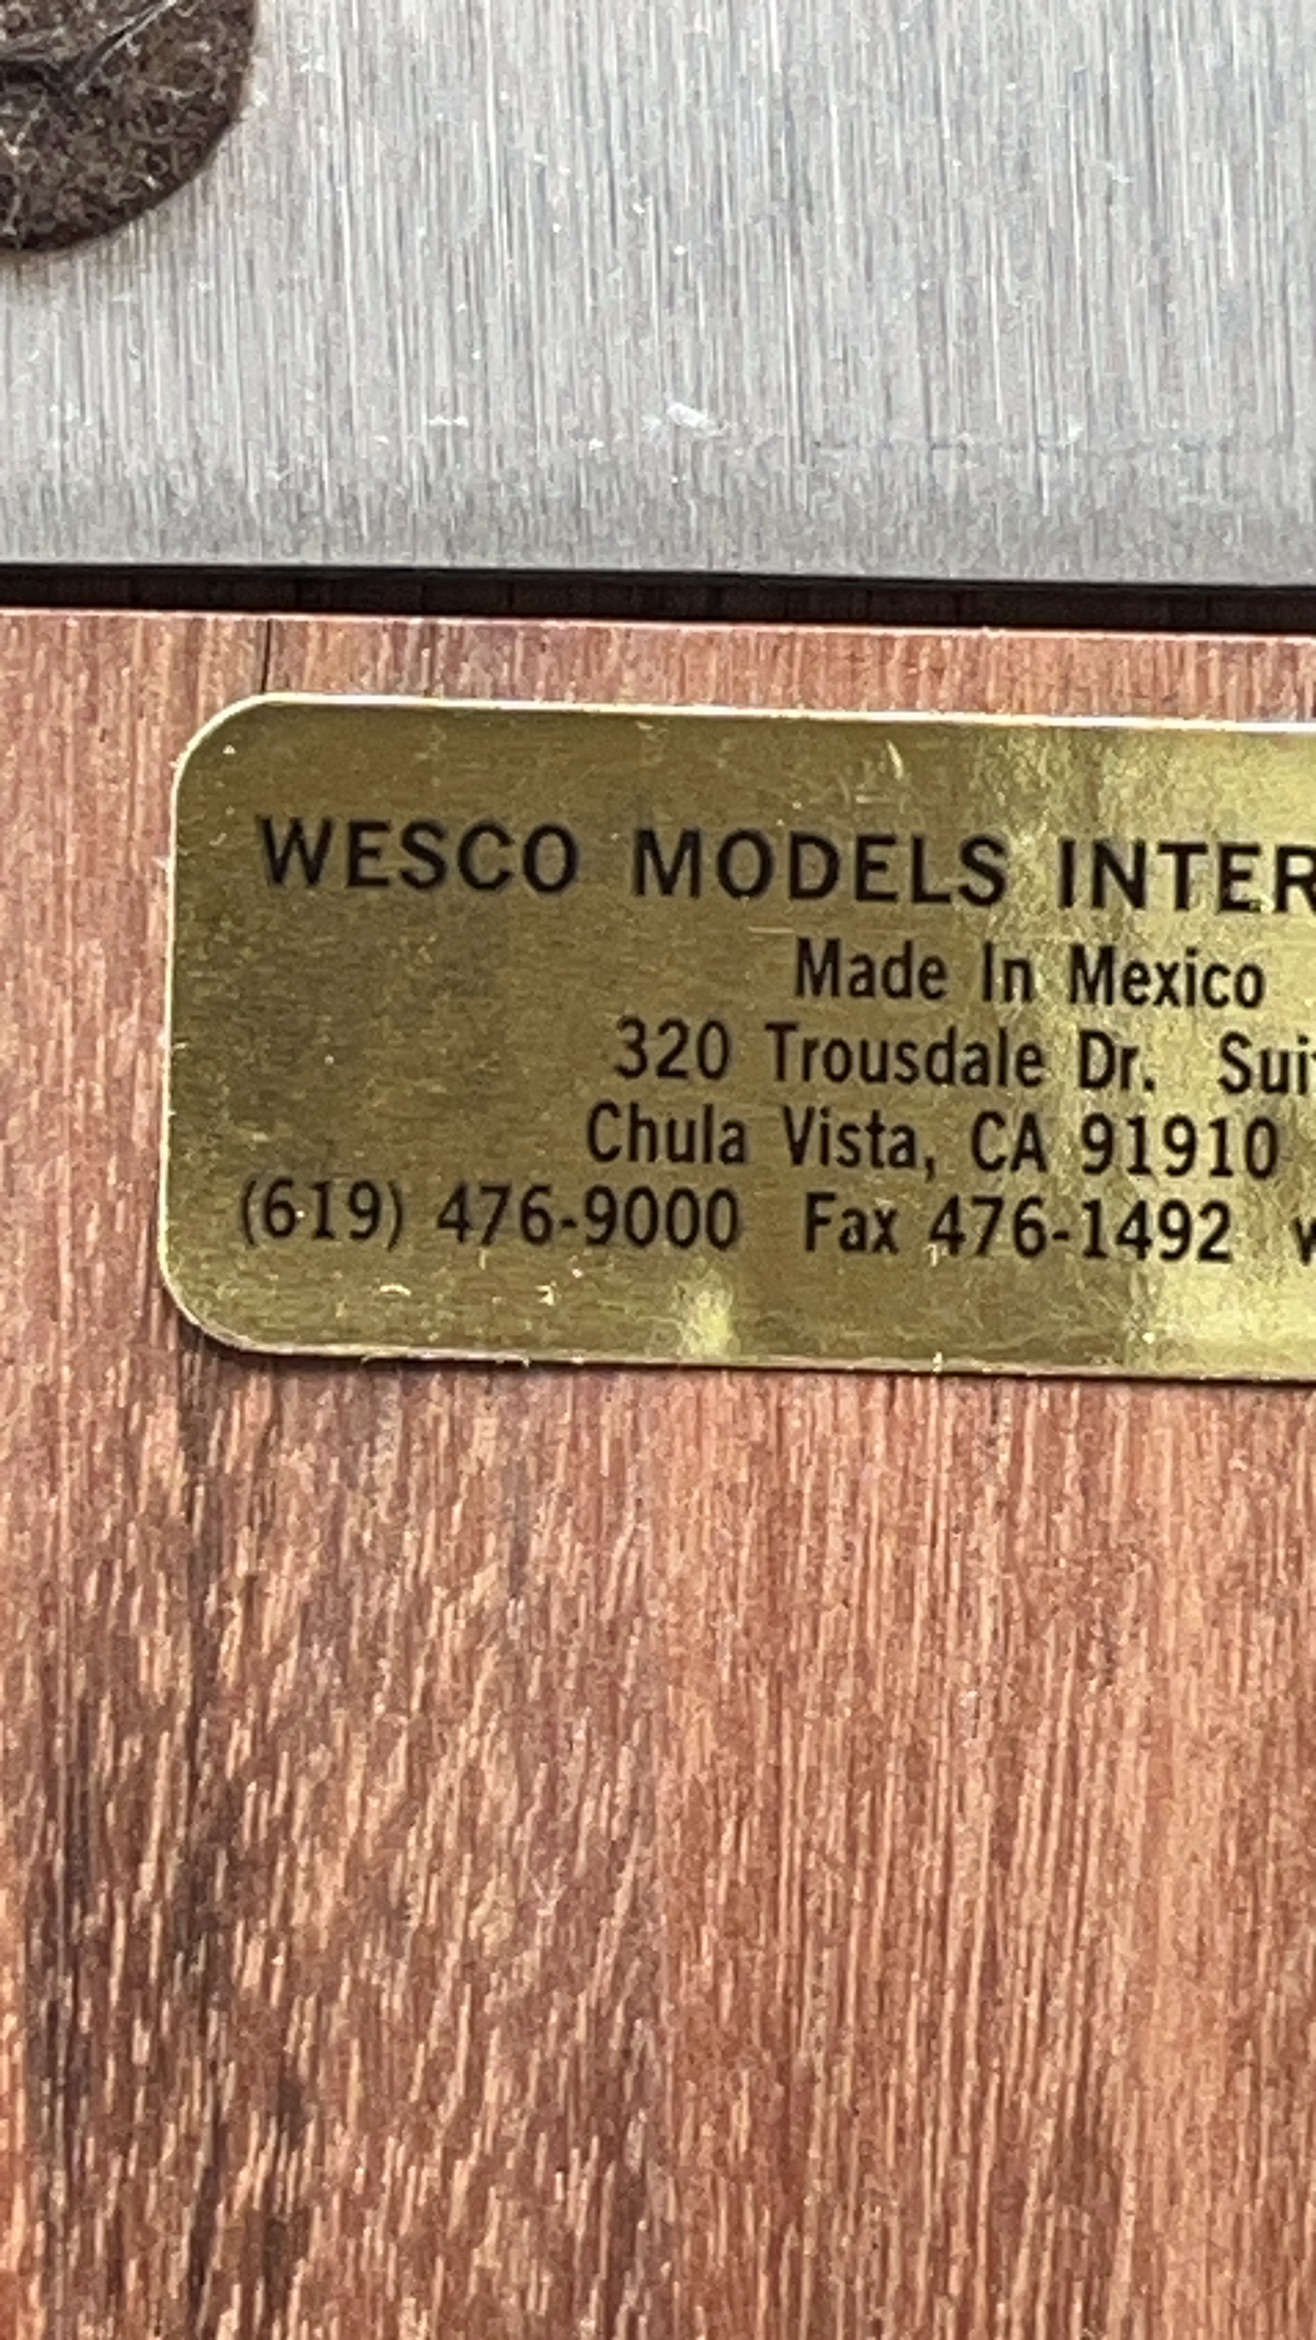 WESCO MODELS INTER
Made In Mexico
320 Trousdale Dr. Sui
Chula Vista, CA 91910
(619) 476-9000 Fax 476-1492